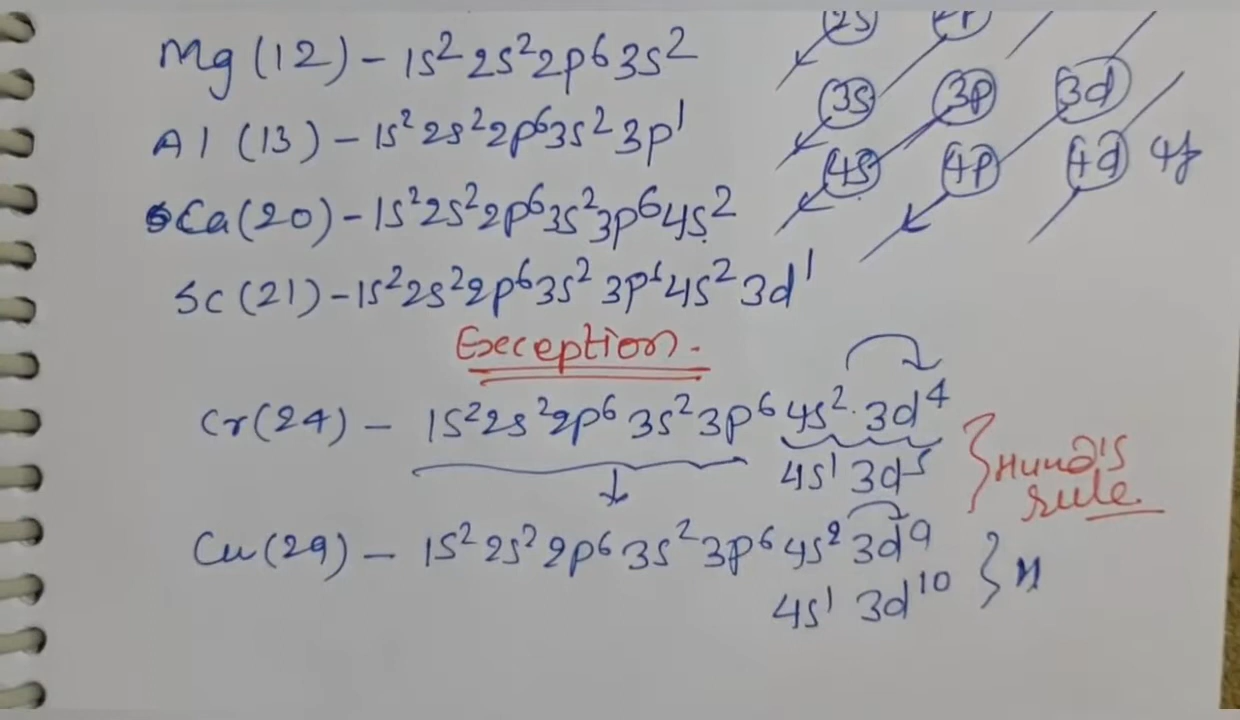 Mg (12) - 1s² 2s² 2p⁶ 3s²
Al (13) - 1s² 2s² 2p⁶ 3s² 3p¹
Ca (20) - 1s² 2s² 2p⁶ 3s² 3p⁶ 4s²
Sc (21) - 1s² 2s² 2p⁶ 3s² 3p⁶ 4s² 3d¹
2s 2p
3s 3p 3d
4s 4p 4d 4f
Exception.
Cr (24) - 1s² 2s² 2p⁶ 3s² 3p⁶ 4s² 3d⁴
4s¹ 3d⁵
} Hund's
rule
Cu (29) - 1s² 2s² 2p⁶ 3s² 3p⁶ 4s² 3d⁹
4s¹ 3d¹⁰ }